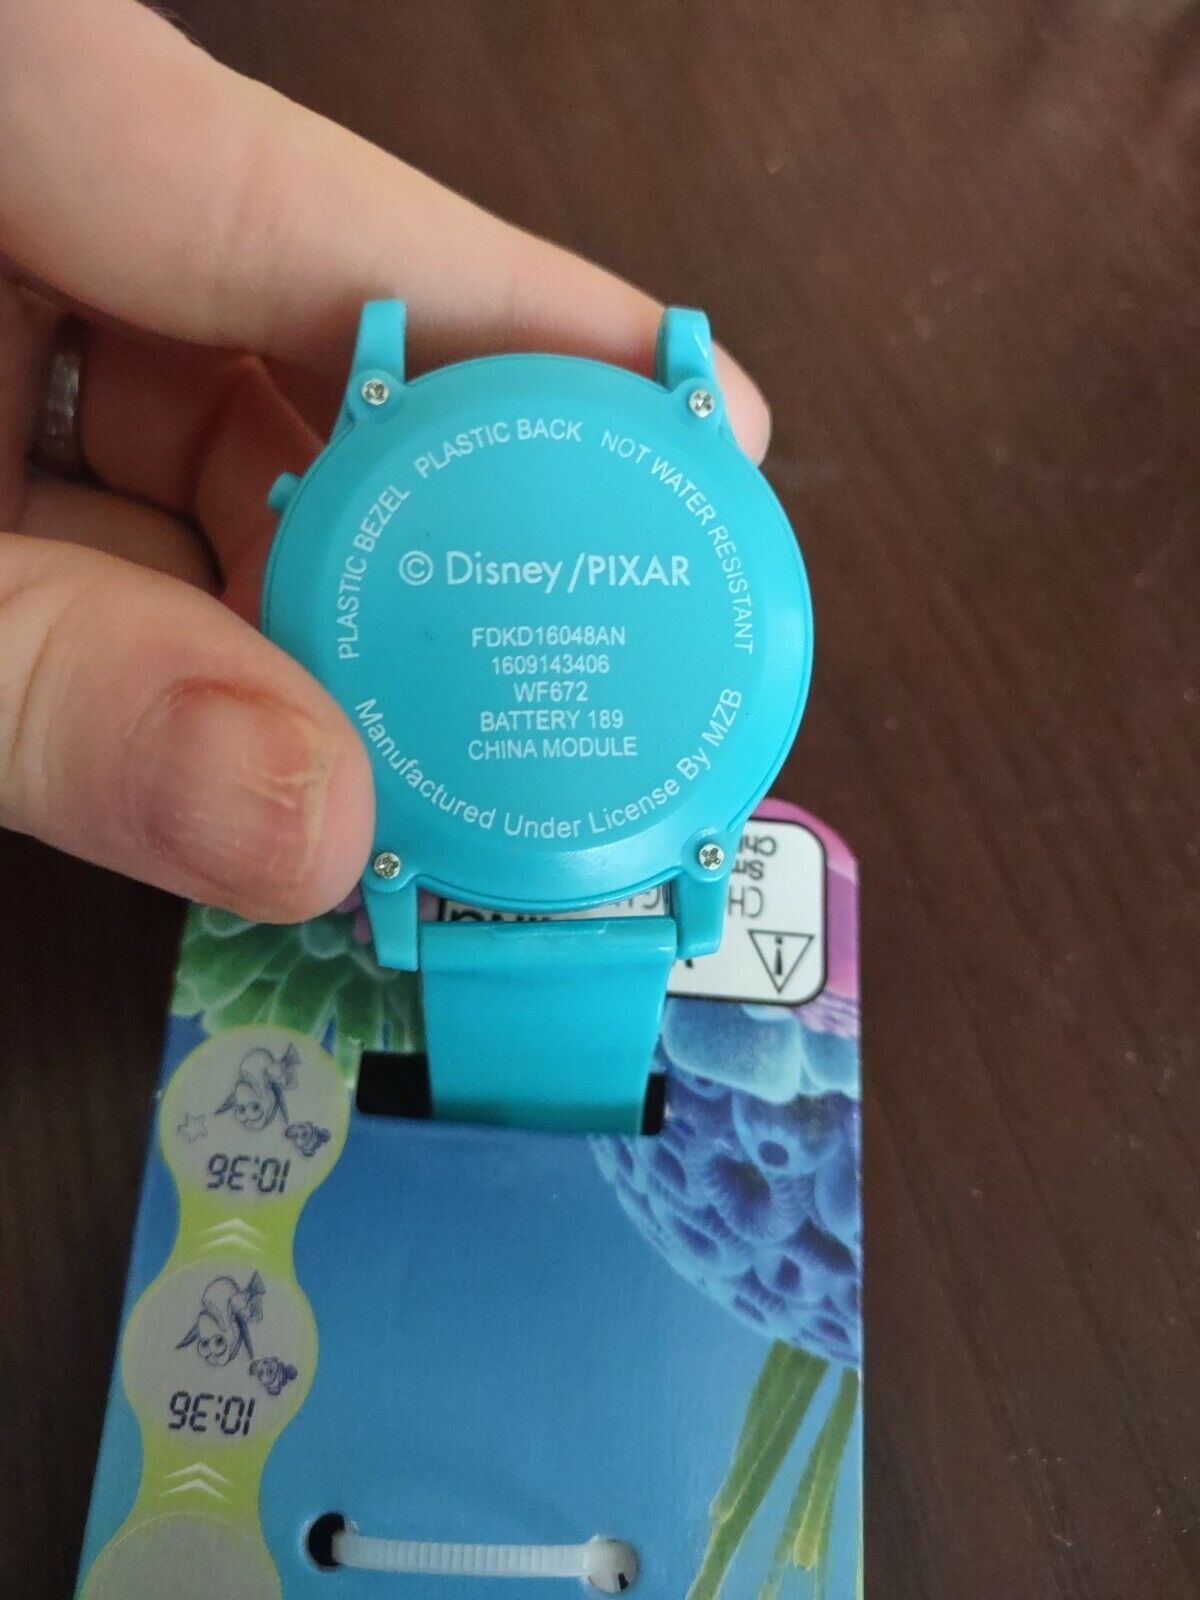 PLASTIC BEZEL PLASTIC BACK NOT WATER RESISTANT
© Disney/PIXAR
FDKD16048AN
1609143406
WF672
BATTERY 189
CHINA MODULE
Manufactured Under License By MZB
10:36
10:36